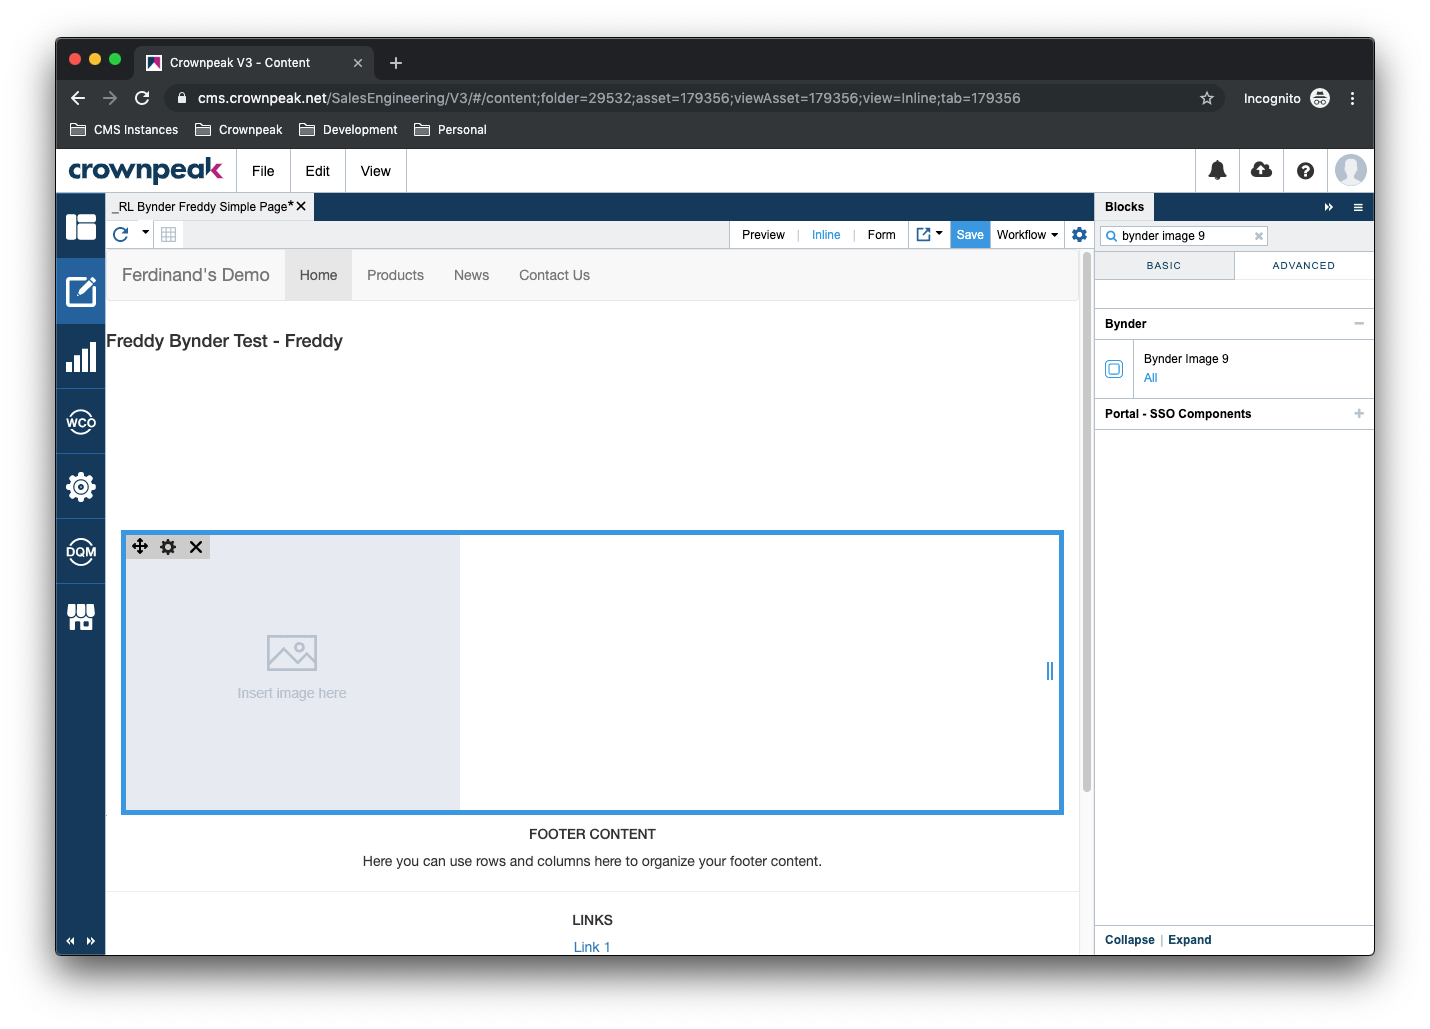 Crownpeak V3 - Content
cms.crownpeak.net/SalesEngineering/V3/#/content;folder=29532;asset=179356;viewAsset=179356;view=Inline;tab=179356
Incognito
CMS Instances
Crownpeak
Development
Personal
crownpeak
File
Edit
View
_RL Bynder Freddy Simple Page*
Blocks
Preview | Inline | Form
Save
Workflow
bynder image 9
BASIC
ADVANCED
Ferdinand's Demo
Home
Products
News
Contact Us
Bynder
Freddy Bynder Test - Freddy
Bynder Image 9
All
Portal - SSO Components
WCO
DQM
Insert image here
FOOTER CONTENT
Here you can use rows and columns here to organize your footer content.
LINKS
Link 1
Collapse | Expand